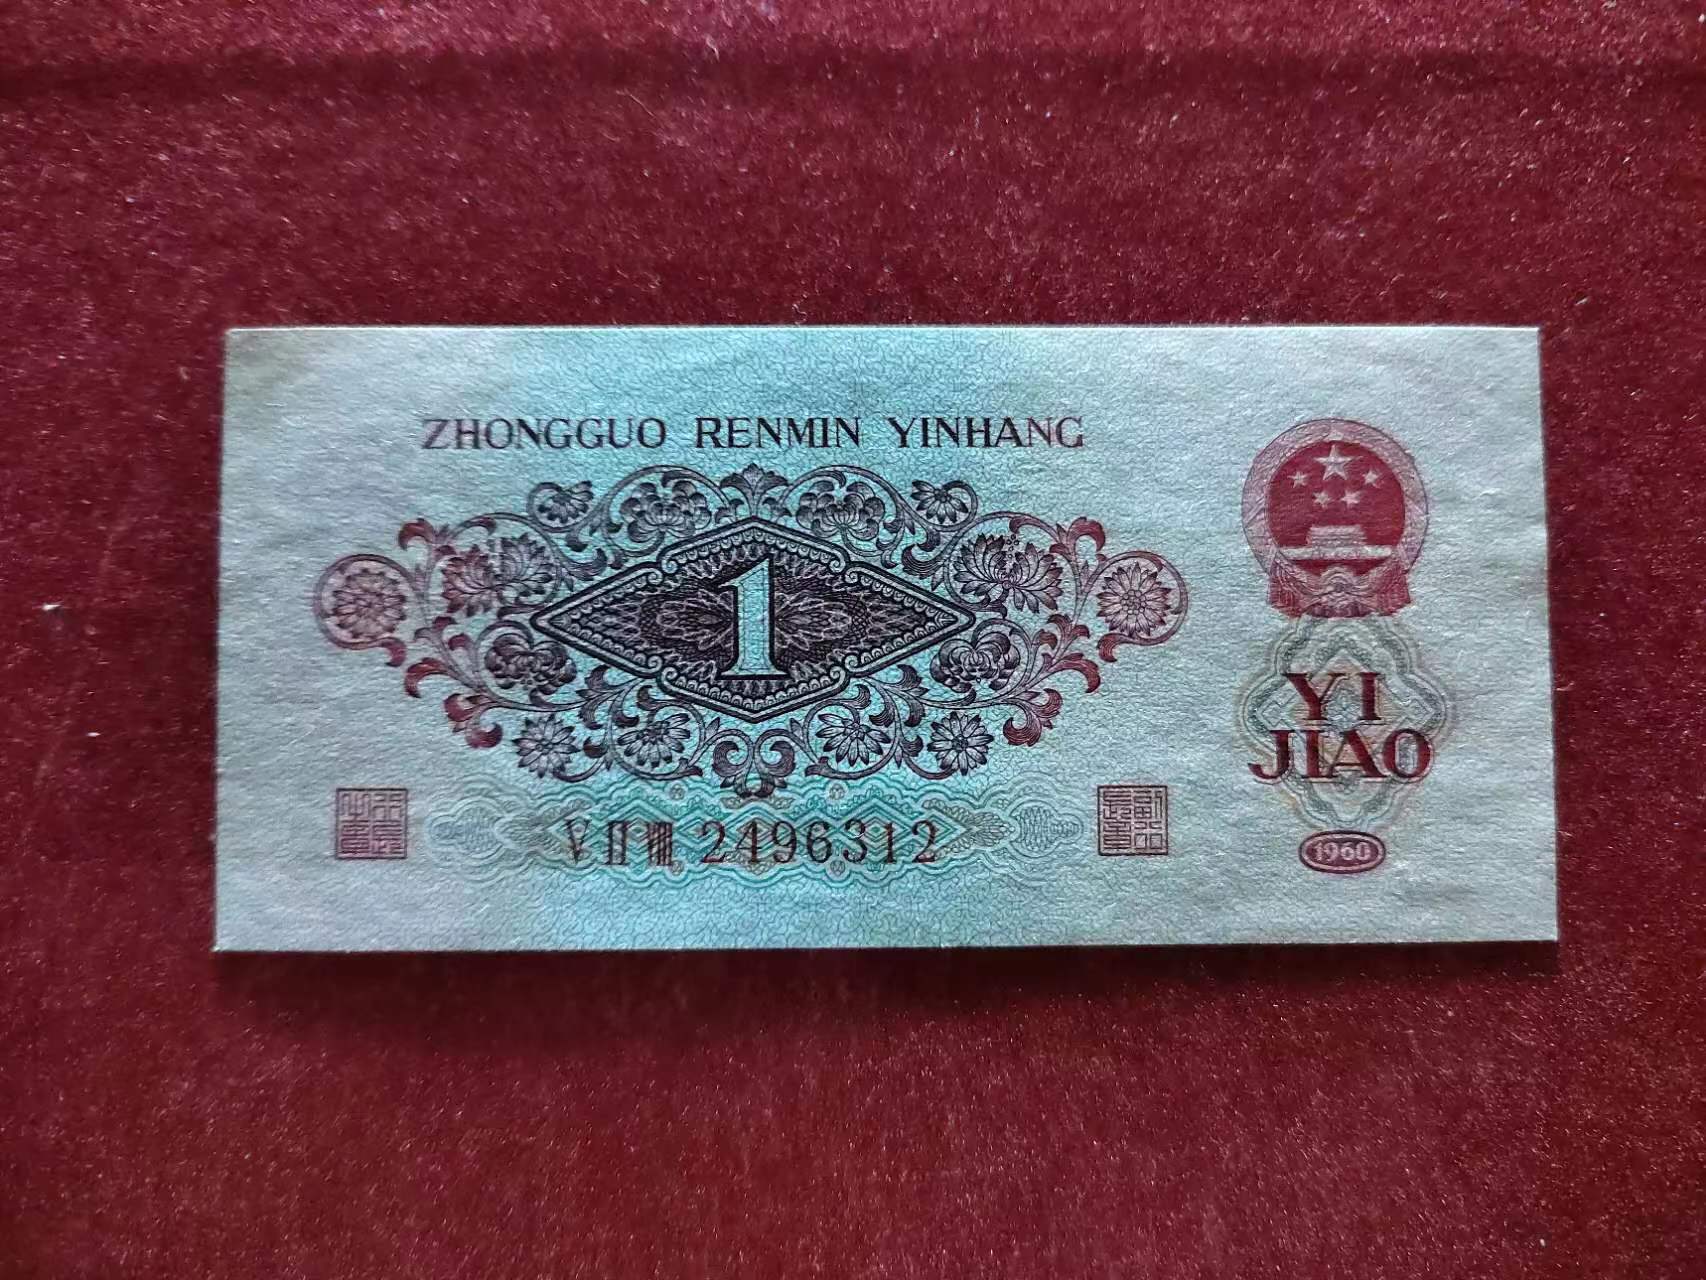 ZHONGGUO RENMIN YINHANG
1
YI
JIAO
V II VIII 2496312
1960